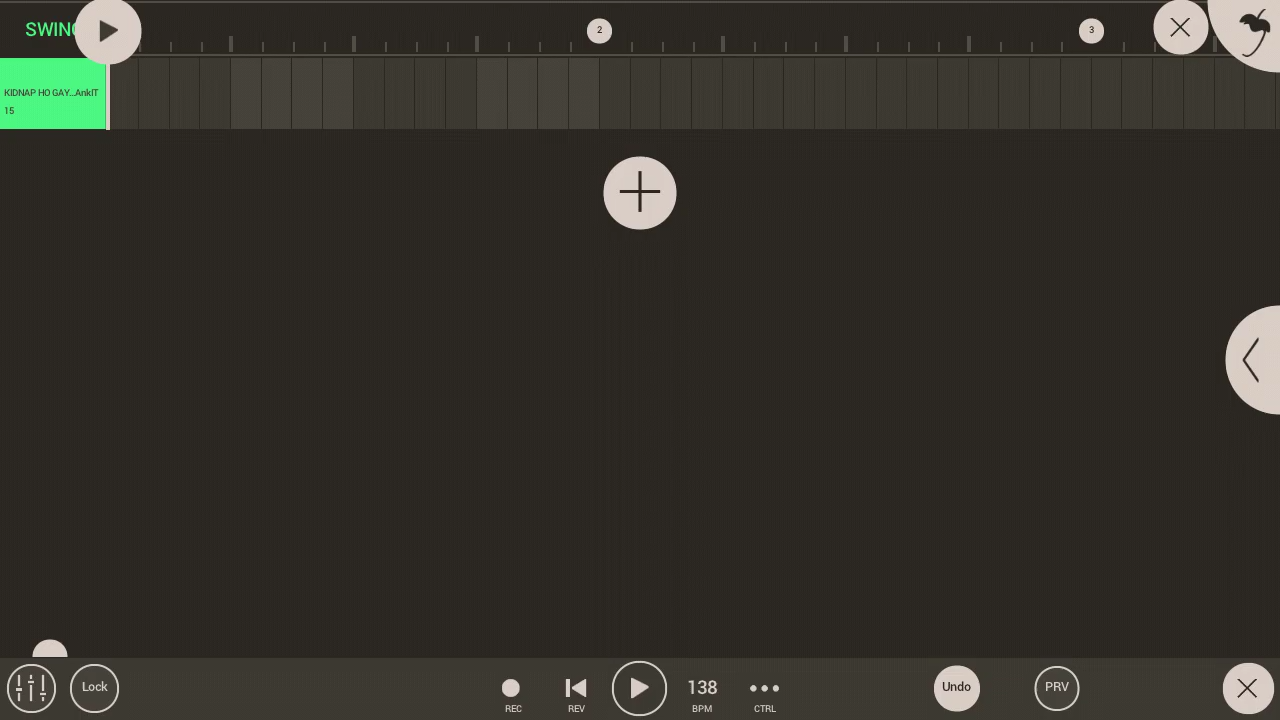 SWING
2
3
KIDNAP HO GAY...AnkIT
15
Lock
REC
REV
138
BPM
CTRL
Undo
PRV